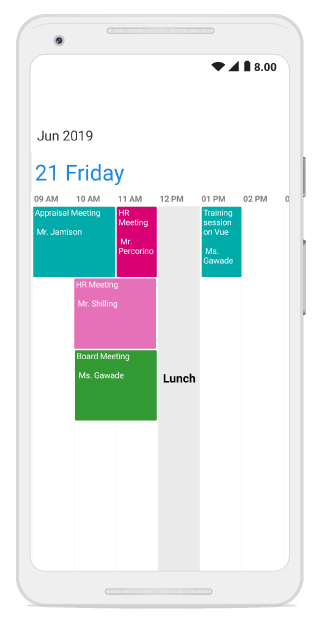 8.00
Jun 2019
21 Friday
09 AM 10 AM 11 AM 12 PM 01 PM 02 PM 0
Appraisal Meeting
Mr. Jamison
HR
Meeting
Mr.
Percorino
Training
session
on Vue
Ms.
Gawade
HR Meeting
Mr. Shilling
Board Meeting
Ms. Gawade
Lunch